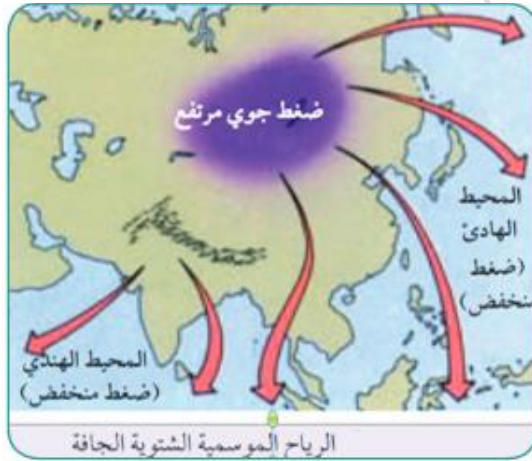 ضغط جوي مرتفع
المحيط
الهادئ
(ضغط
منخفض)
المحيط الهندي
(ضغط منخفض)
الرياح الموسمية الشتوية الجافة